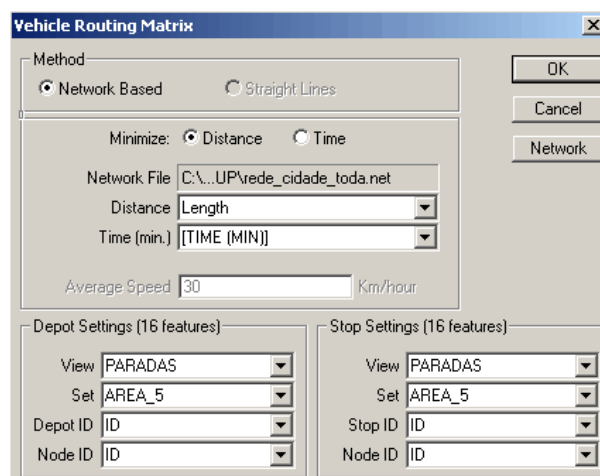 Vehicle Routing Matrix
Method
Network Based Straight Lines
OK
Cancel
Network
Minimize: Distance Time
Network File C:\...UP\rede_cidade_toda.net
Distance Length
Time (min.) [TIME (MIN)]
Average Speed 30 Km/hour
Depot Settings (16 features)
View PARADAS
Set AREA_5
Depot ID ID
Node ID ID
Stop Settings (16 features)
View PARADAS
Set AREA_5
Stop ID ID
Node ID ID